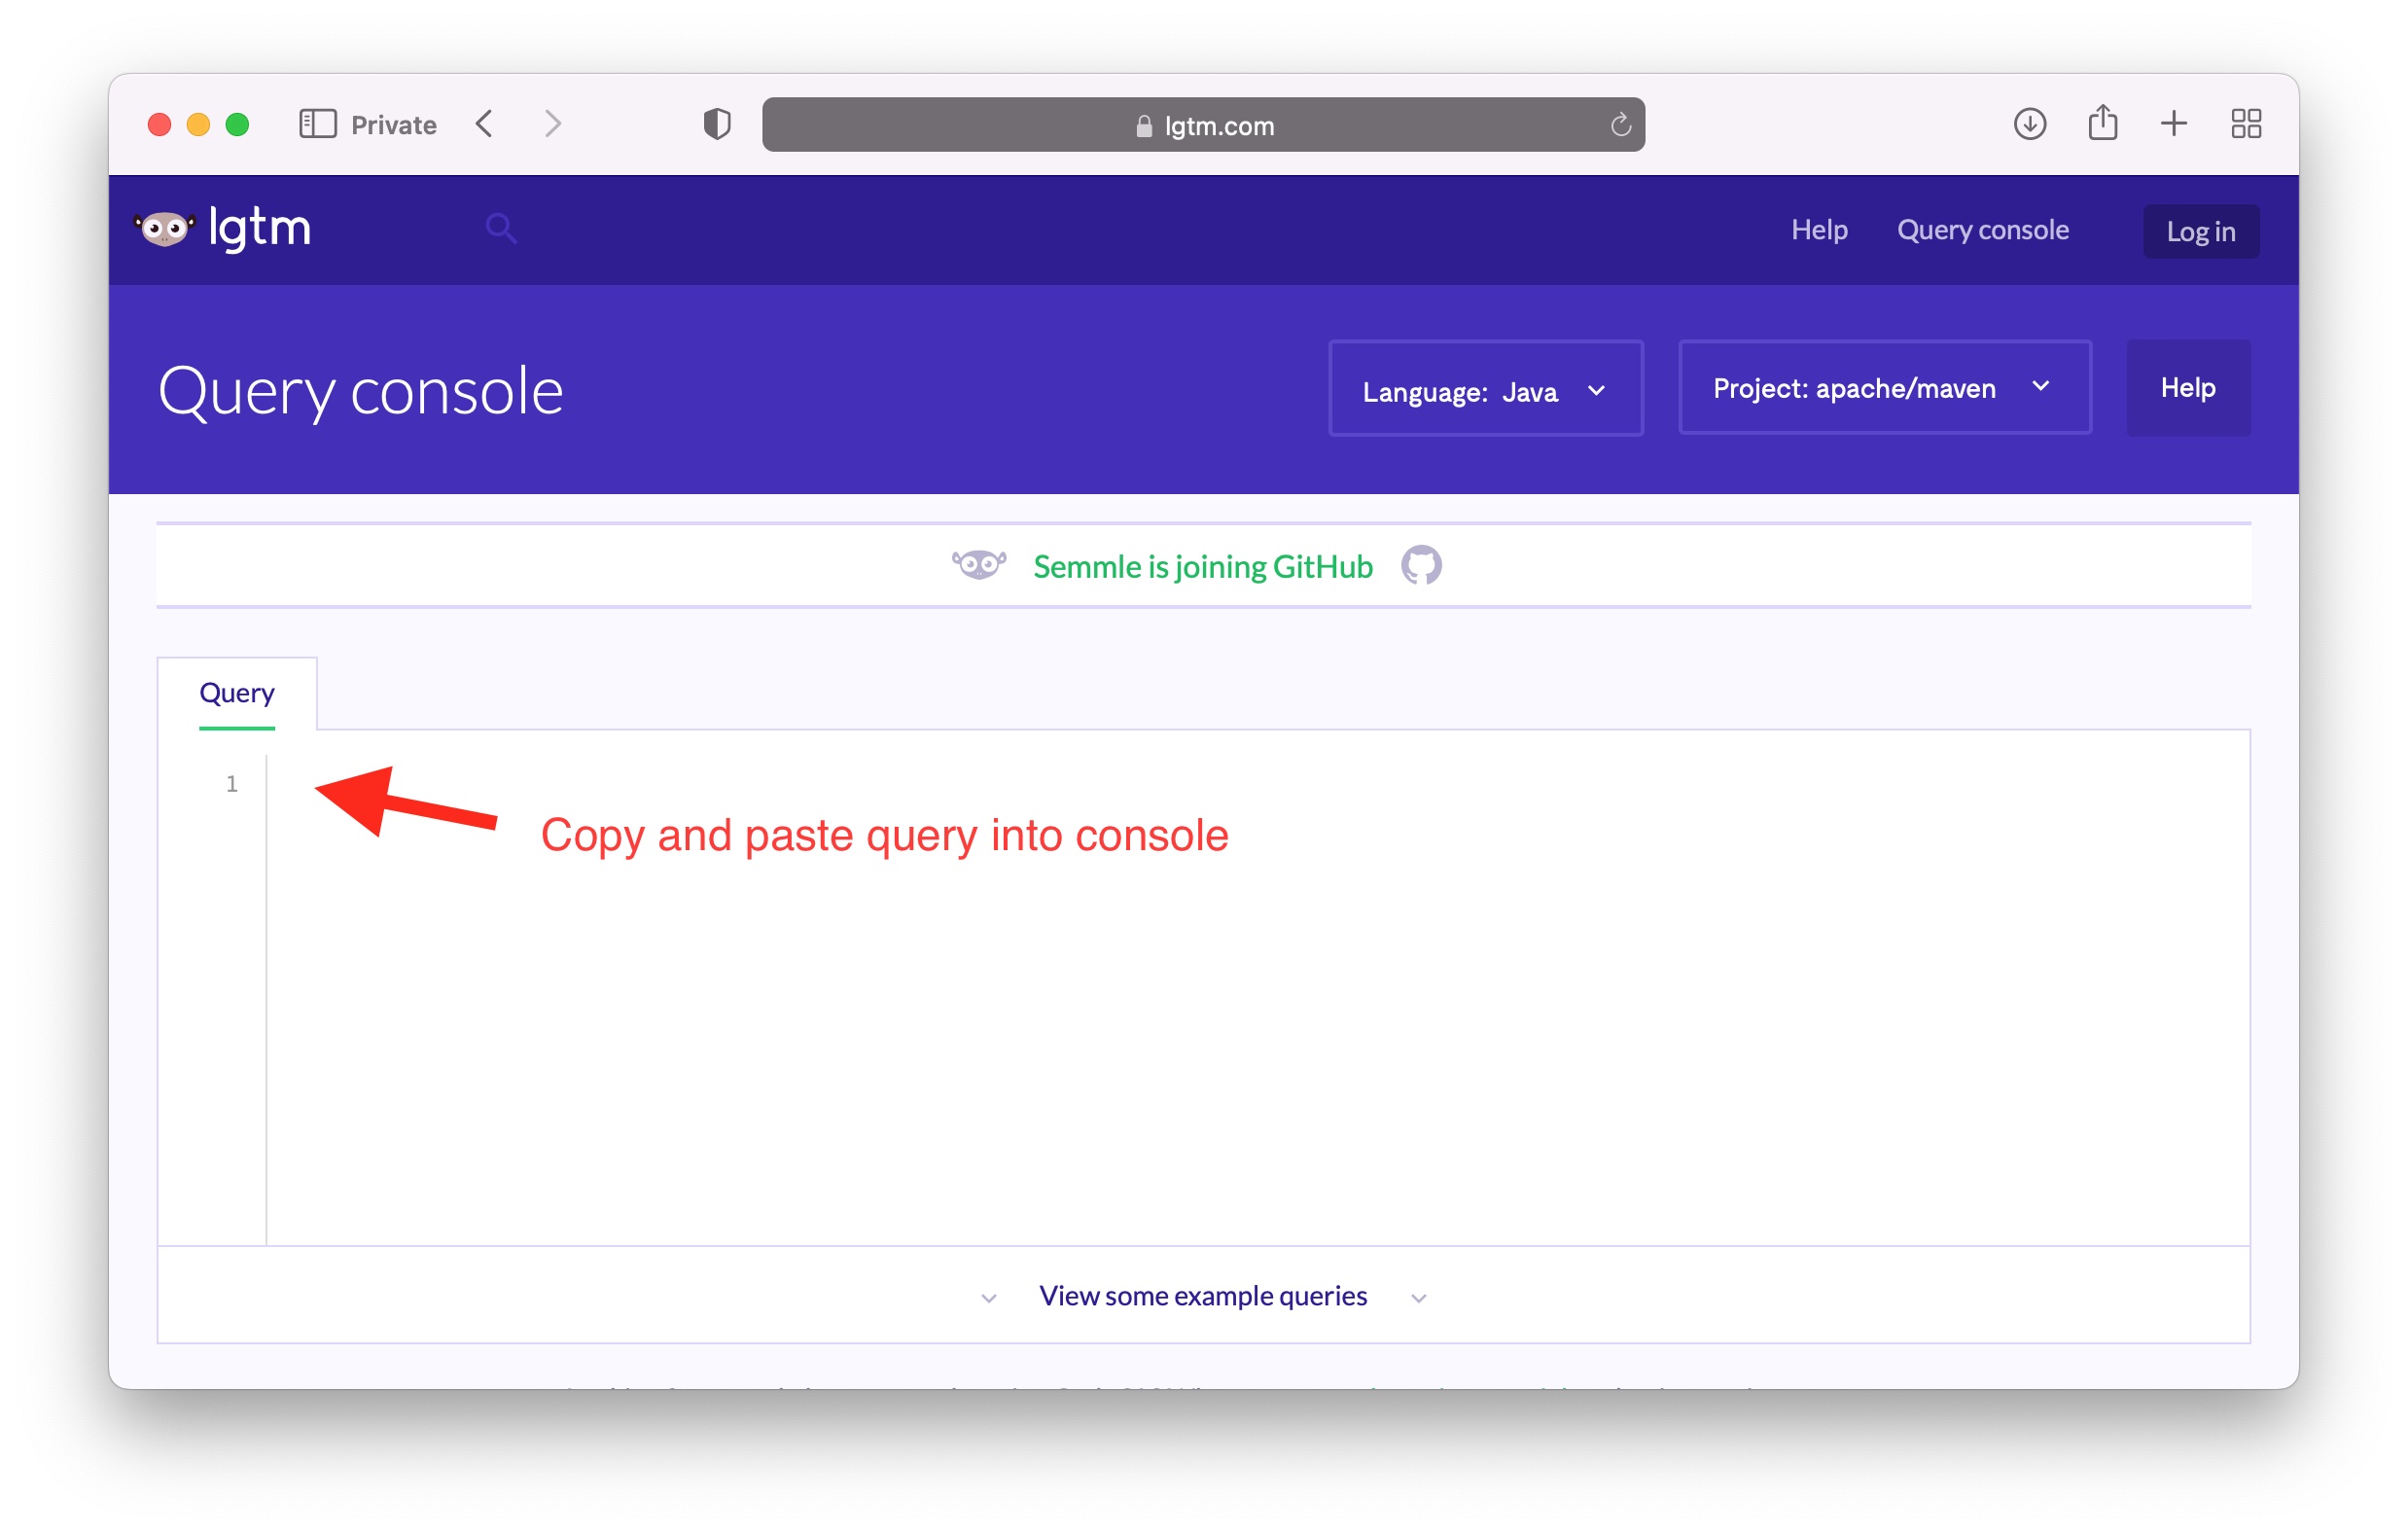 Private
lgtm.com
lgtm
Help
Query console
Log in
Query console
Language: Java
Project: apache/maven
Help
Semmle is joining GitHub
Query
1
Copy and paste query into console
View some example queries